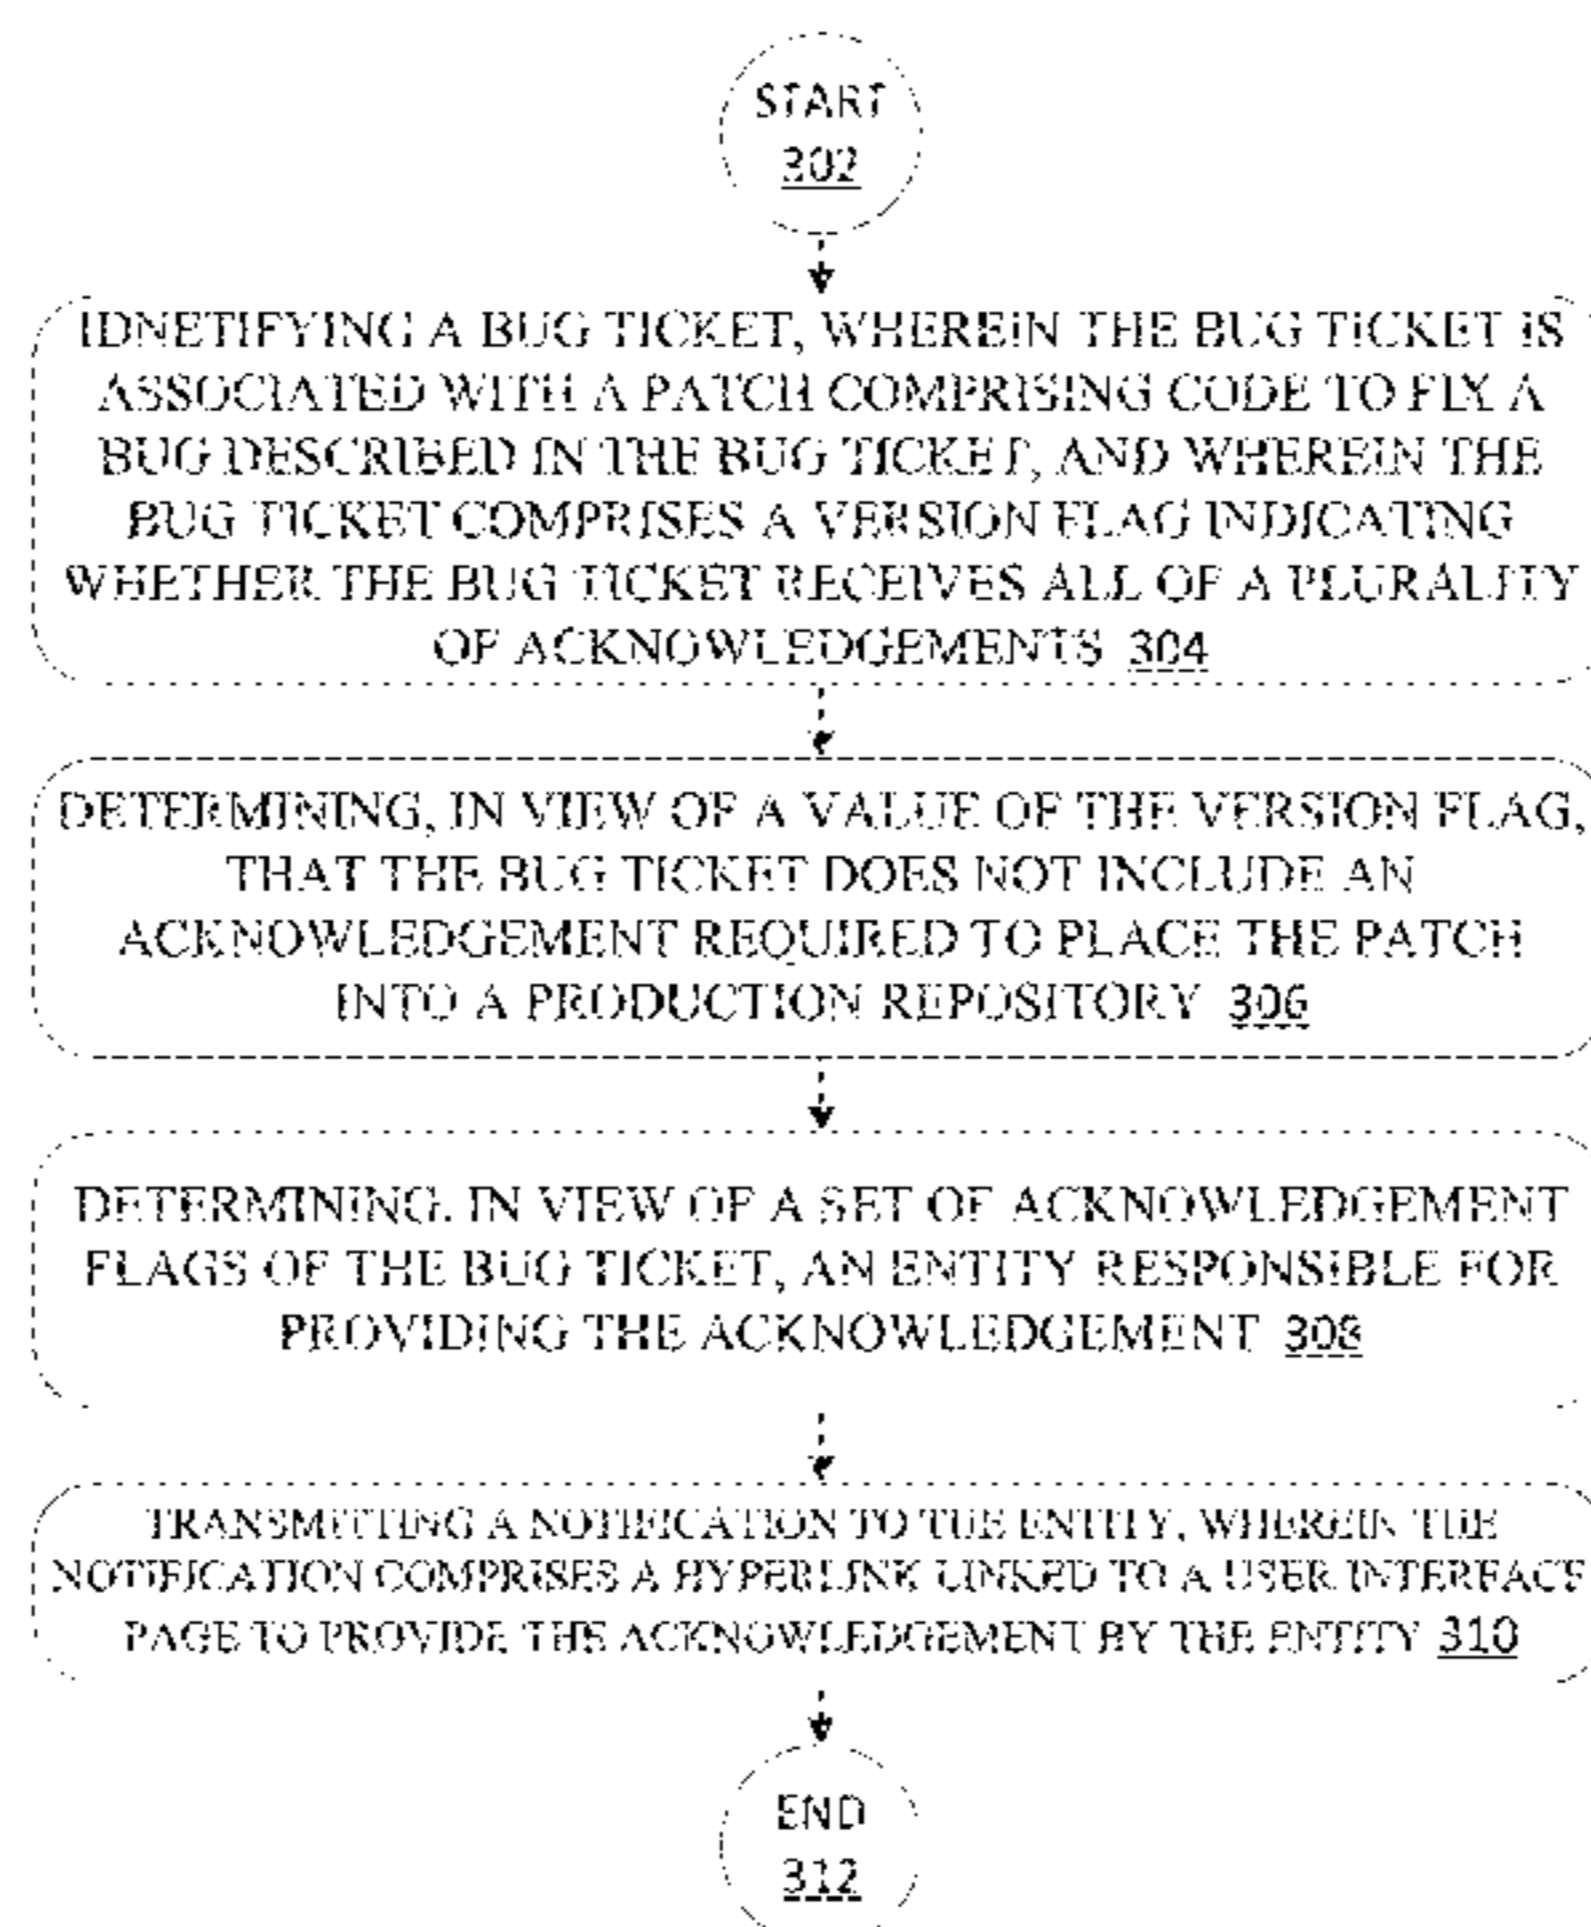 START
302
IDNETIFYING A BUG TICKET, WHEREIN THE BUG TICKET IS
ASSOCIATED WITH A PATCH COMPRISING CODE TO FIX A
BUG DESCRIBED IN THE BUG TICKET, AND WHEREIN THE
BUG TICKET COMPRISES A VERSION FLAG INDICATING
WHETHER THE BUG TICKET RECEIVES ALL OF A PLURALITY
OF ACKNOWLEDGEMENTS 304
DETERMINING, IN VIEW OF A VALUE OF THE VERSION FLAG,
THAT THE BUG TICKET DOES NOT INCLUDE AN
ACKNOWLEDGEMENT REQUIRED TO PLACE THE PATCH
INTO A PRODUCTION REPOSITORY 306
DETERMINING, IN VIEW OF A SET OF ACKNOWLEDGEMENT
FLAGS OF THE BUG TICKET, AN ENTITY RESPONSIBLE FOR
PROVIDING THE ACKNOWLEDGEMENT 308
TRANSMITTING A NOTIFICATION TO THE ENTITY, WHEREIN THE
NOTIFICATION COMPRISES A HYPERLINK LINKED TO A USER INTERFACE
PAGE TO PROVIDE THE ACKNOWLEDGEMENT BY THE ENTITY 310
END
312